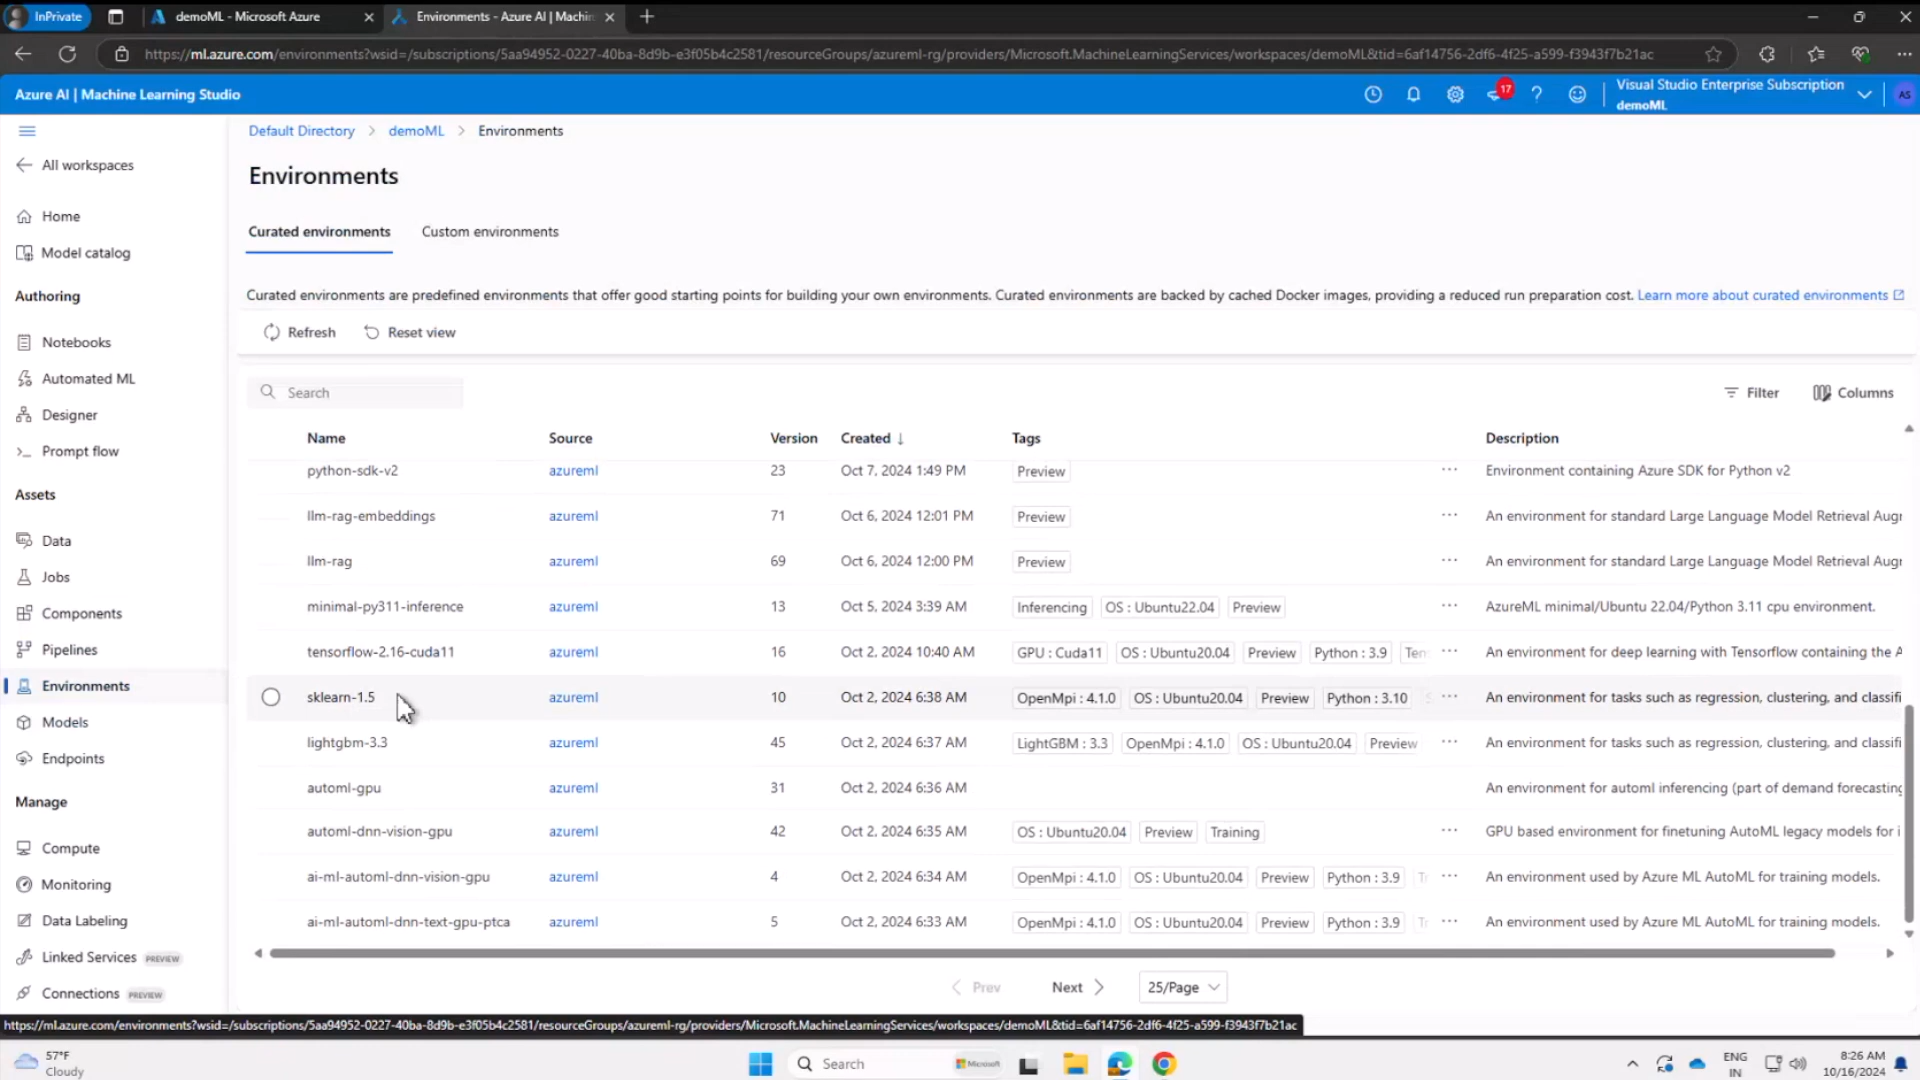 InPrivate
demoML - Microsoft Azure
Environments - Azure AI | Machin
https://ml.azure.com/environments?wsid=/subscriptions/5aa94952-0227-40ba-8d9b-e3f05b4c2581/resourceGroups/azureml-rg/providers/Microsoft.MachineLearningServices/workspaces/demoML&tid=6af14756-2df6-4f25-a599-f3943f7b21ac
Azure AI | Machine Learning Studio
17
Visual Studio Enterprise Subscription
demoML
AS
Default Directory > demoML > Environments
All workspaces
Home
Model catalog
Authoring
Notebooks
Automated ML
Designer
Prompt flow
Assets
Data
Jobs
Components
Pipelines
Environments
Models
Endpoints
Manage
Compute
Monitoring
Data Labeling
Linked Services PREVIEW
Connections PREVIEW
Environments
Curated environments Custom environments
Curated environments are predefined environments that offer good starting points for building your own environments. Curated environments are backed by cached Docker images, providing a reduced run preparation cost. Learn more about curated environments
Refresh Reset view
Search Filter Columns
Name Source Version Created ↓ Tags Description
python-sdk-v2 azureml 23 Oct 7, 2024 1:49 PM Preview ... Environment containing Azure SDK for Python v2
llm-rag-embeddings azureml 71 Oct 6, 2024 12:01 PM Preview ... An environment for standard Large Language Model Retrieval Augr
llm-rag azureml 69 Oct 6, 2024 12:00 PM Preview ... An environment for standard Large Language Model Retrieval Augr
minimal-py311-inference azureml 13 Oct 5, 2024 3:39 AM Inferencing OS : Ubuntu22.04 Preview ... AzureML minimal/Ubuntu 22.04/Python 3.11 cpu environment.
tensorflow-2.16-cuda11 azureml 16 Oct 2, 2024 10:40 AM GPU : Cuda11 OS : Ubuntu20.04 Preview Python : 3.9 Ten ... An environment for deep learning with Tensorflow containing the A
sklearn-1.5 azureml 10 Oct 2, 2024 6:38 AM OpenMpi : 4.1.0 OS : Ubuntu20.04 Preview Python : 3.10 ... An environment for tasks such as regression, clustering, and classifi
lightgbm-3.3 azureml 45 Oct 2, 2024 6:37 AM LightGBM : 3.3 OpenMpi : 4.1.0 OS : Ubuntu20.04 Preview ... An environment for tasks such as regression, clustering, and classifi
automl-gpu azureml 31 Oct 2, 2024 6:36 AM An environment for automl inferencing (part of demand forecasting
automl-dnn-vision-gpu azureml 42 Oct 2, 2024 6:35 AM OS : Ubuntu20.04 Preview Training ... GPU based environment for finetuning AutoML legacy models for i
ai-ml-automl-dnn-vision-gpu azureml 4 Oct 2, 2024 6:34 AM OpenMpi : 4.1.0 OS : Ubuntu20.04 Preview Python : 3.9 Tr ... An environment used by Azure ML AutoML for training models.
ai-ml-automl-dnn-text-gpu-ptca azureml 5 Oct 2, 2024 6:33 AM OpenMpi : 4.1.0 OS : Ubuntu20.04 Preview Python : 3.9 Tr ... An environment used by Azure ML AutoML for training models.
Prev Next 25/Page
https://ml.azure.com/environments?wsid=/subscriptions/5aa94952-0227-40ba-8d9b-e3f05b4c2581/resourceGroups/azureml-rg/providers/Microsoft.MachineLearningServices/workspaces/demoML&tid=6af14756-2df6-4f25-a599-f3943f7b21ac
57°F
Cloudy
Search
Microsoft
ENG
IN
8:26 AM
10/16/2024